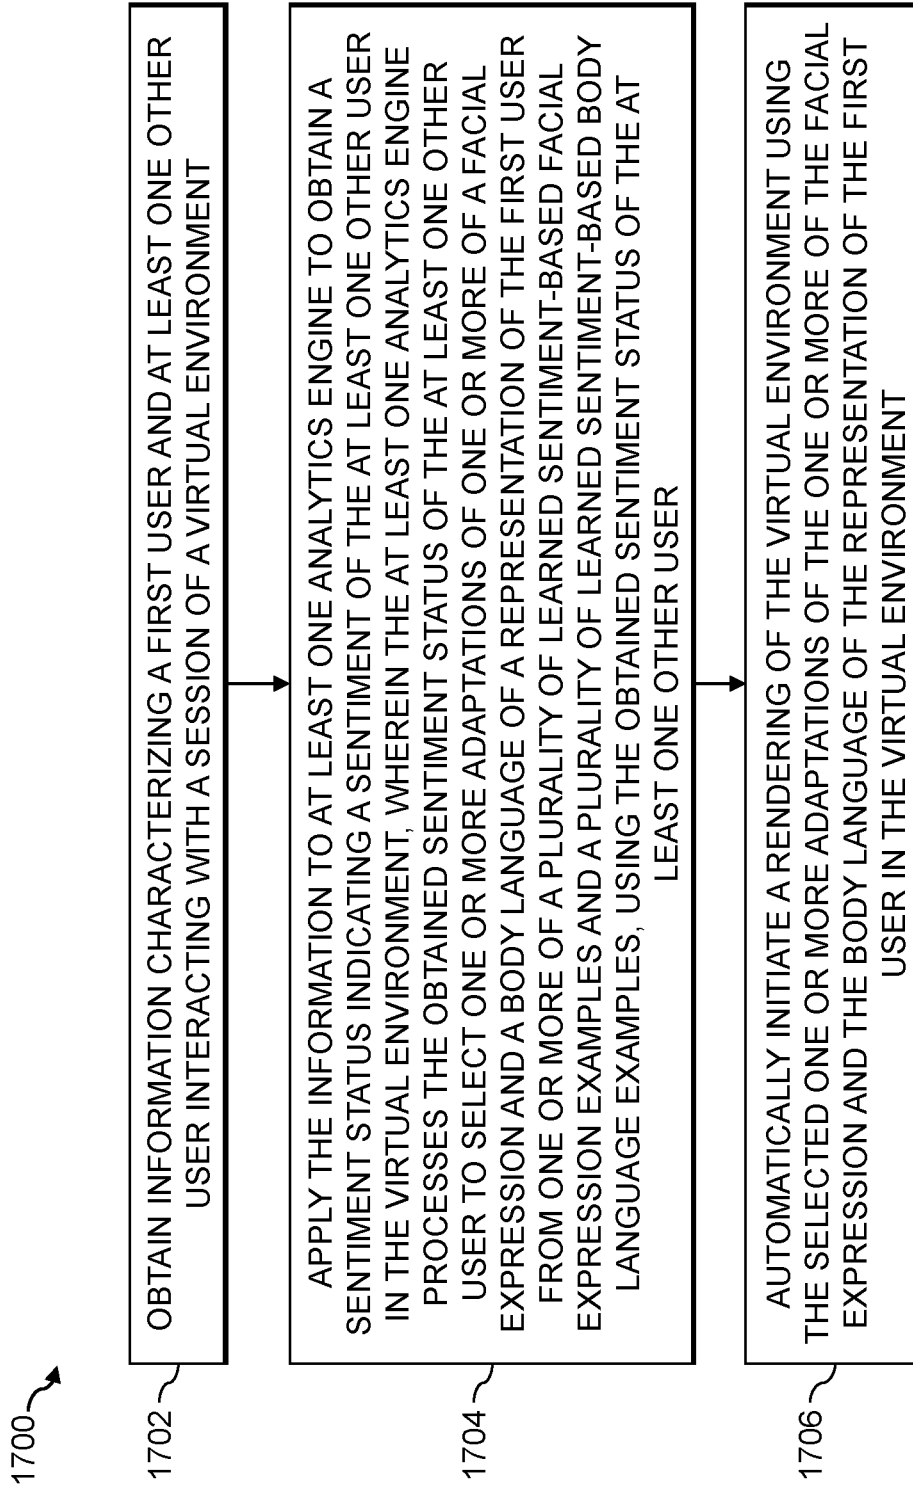 1700
1702
OBTAIN INFORMATION CHARACTERIZING A FIRST USER AND AT LEAST ONE OTHER
USER INTERACTING WITH A SESSION OF A VIRTUAL ENVIRONMENT
1704
APPLY THE INFORMATION TO AT LEAST ONE ANALYTICS ENGINE TO OBTAIN A
SENTIMENT STATUS INDICATING A SENTIMENT OF THE AT LEAST ONE OTHER USER
IN THE VIRTUAL ENVIRONMENT, WHEREIN THE AT LEAST ONE ANALYTICS ENGINE
PROCESSES THE OBTAINED SENTIMENT STATUS OF THE AT LEAST ONE OTHER
USER TO SELECT ONE OR MORE ADAPTATIONS OF ONE OR MORE OF A FACIAL
EXPRESSION AND A BODY LANGUAGE OF A REPRESENTATION OF THE FIRST USER
FROM ONE OR MORE OF A PLURALITY OF LEARNED SENTIMENT-BASED FACIAL
EXPRESSION EXAMPLES AND A PLURALITY OF LEARNED SENTIMENT-BASED BODY
LANGUAGE EXAMPLES, USING THE OBTAINED SENTIMENT STATUS OF THE AT
LEAST ONE OTHER USER
1706
AUTOMATICALLY INITIATE A RENDERING OF THE VIRTUAL ENVIRONMENT USING
THE SELECTED ONE OR MORE ADAPTATIONS OF THE ONE OR MORE OF THE FACIAL
EXPRESSION AND THE BODY LANGUAGE OF THE REPRESENTATION OF THE FIRST
USER IN THE VIRTUAL ENVIRONMENT